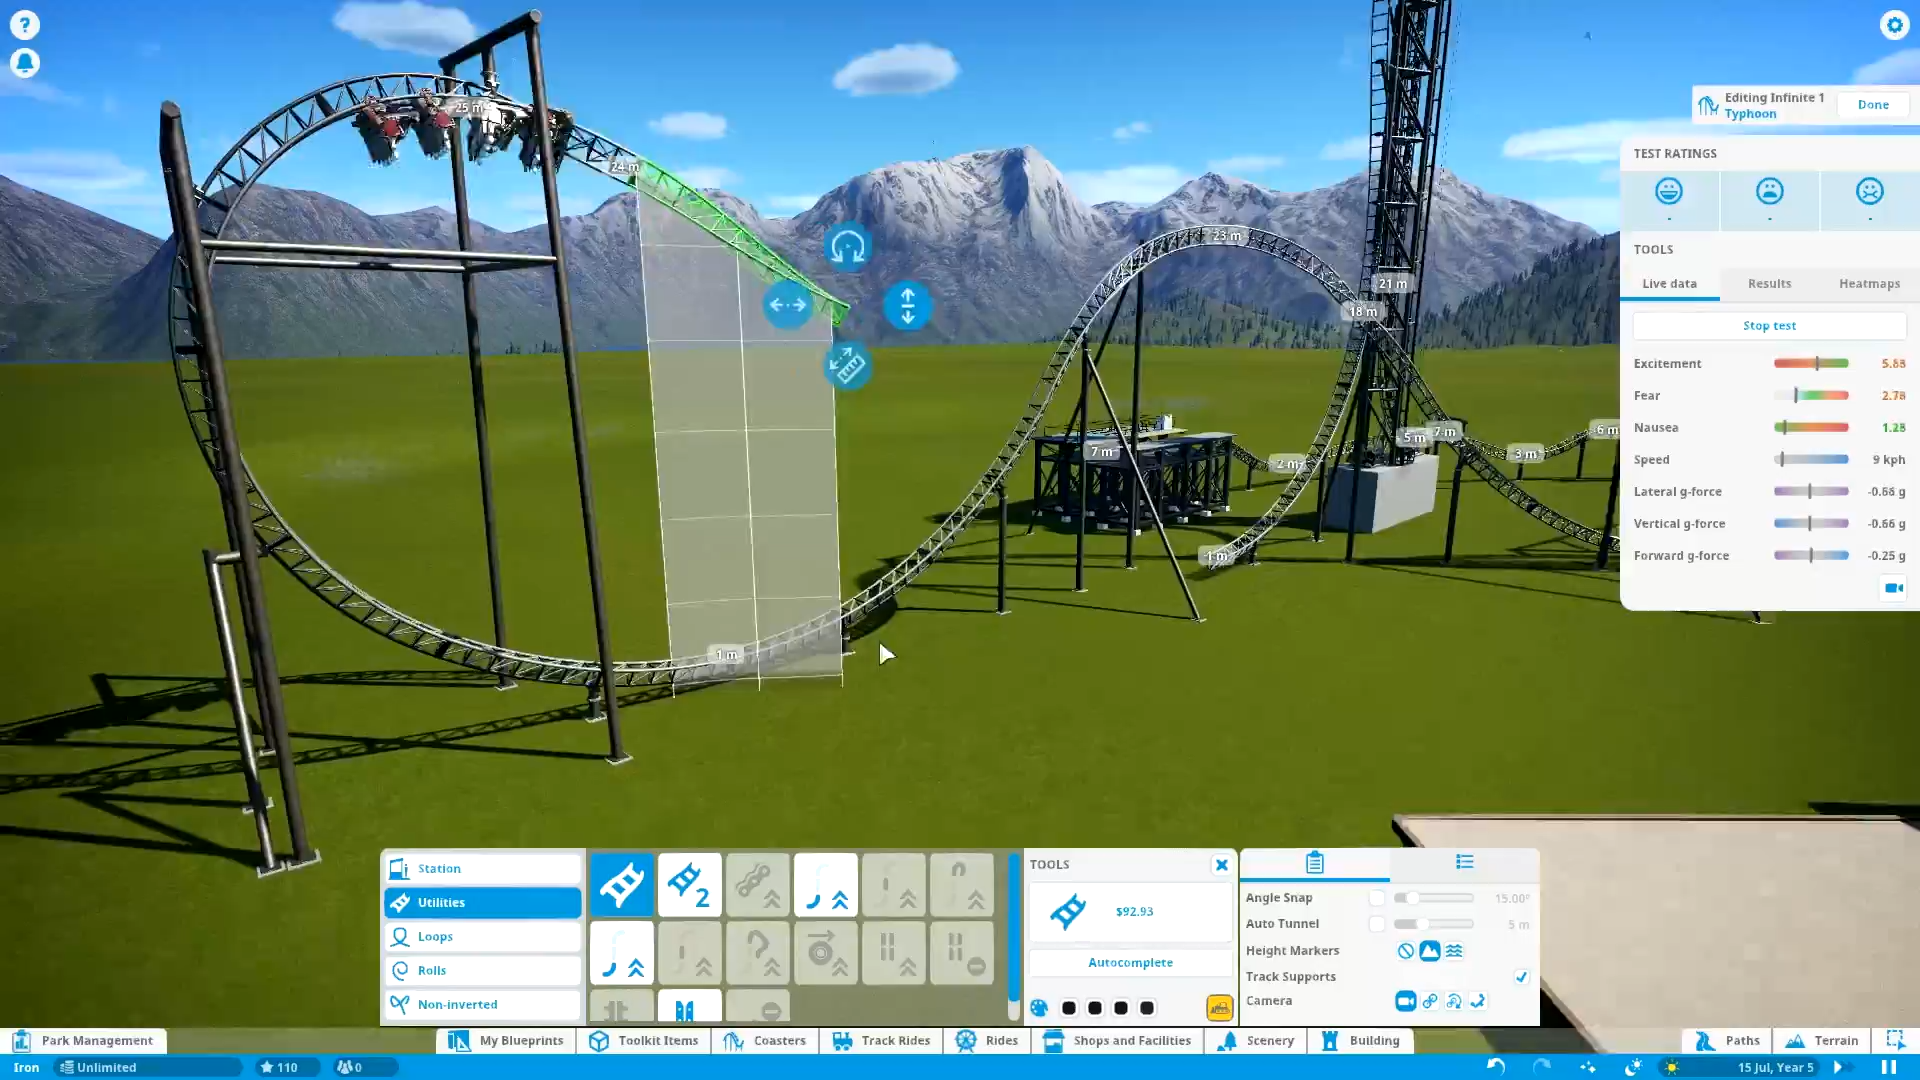 ?
25 m
24 m
23 m
21 m
18 m
7 m
5 m
7 m
3 m
6 m
2 m
-1 m
1 m
Editing Infinite 1
Typhoon
Done
TEST RATINGS
-
-
-
TOOLS
Live data
Results
Heatmaps
Stop test
Excitement 5.83
Fear 2.78
Nausea 1.28
Speed 9 kph
Lateral g-force -0.66 g
Vertical g-force -0.66 g
Forward g-force -0.25 g
Station
Utilities
Loops
Rolls
Non-inverted
2
TOOLS
$92.93
Autocomplete
Angle Snap 15.00°
Auto Tunnel 5 m
Height Markers
Track Supports
Camera
Park Management
My Blueprints
Toolkit Items
Coasters
Track Rides
Rides
Shops and Facilities
Scenery
Building
Paths
Terrain
Iron
Unlimited
110
0
15 Jul, Year 5